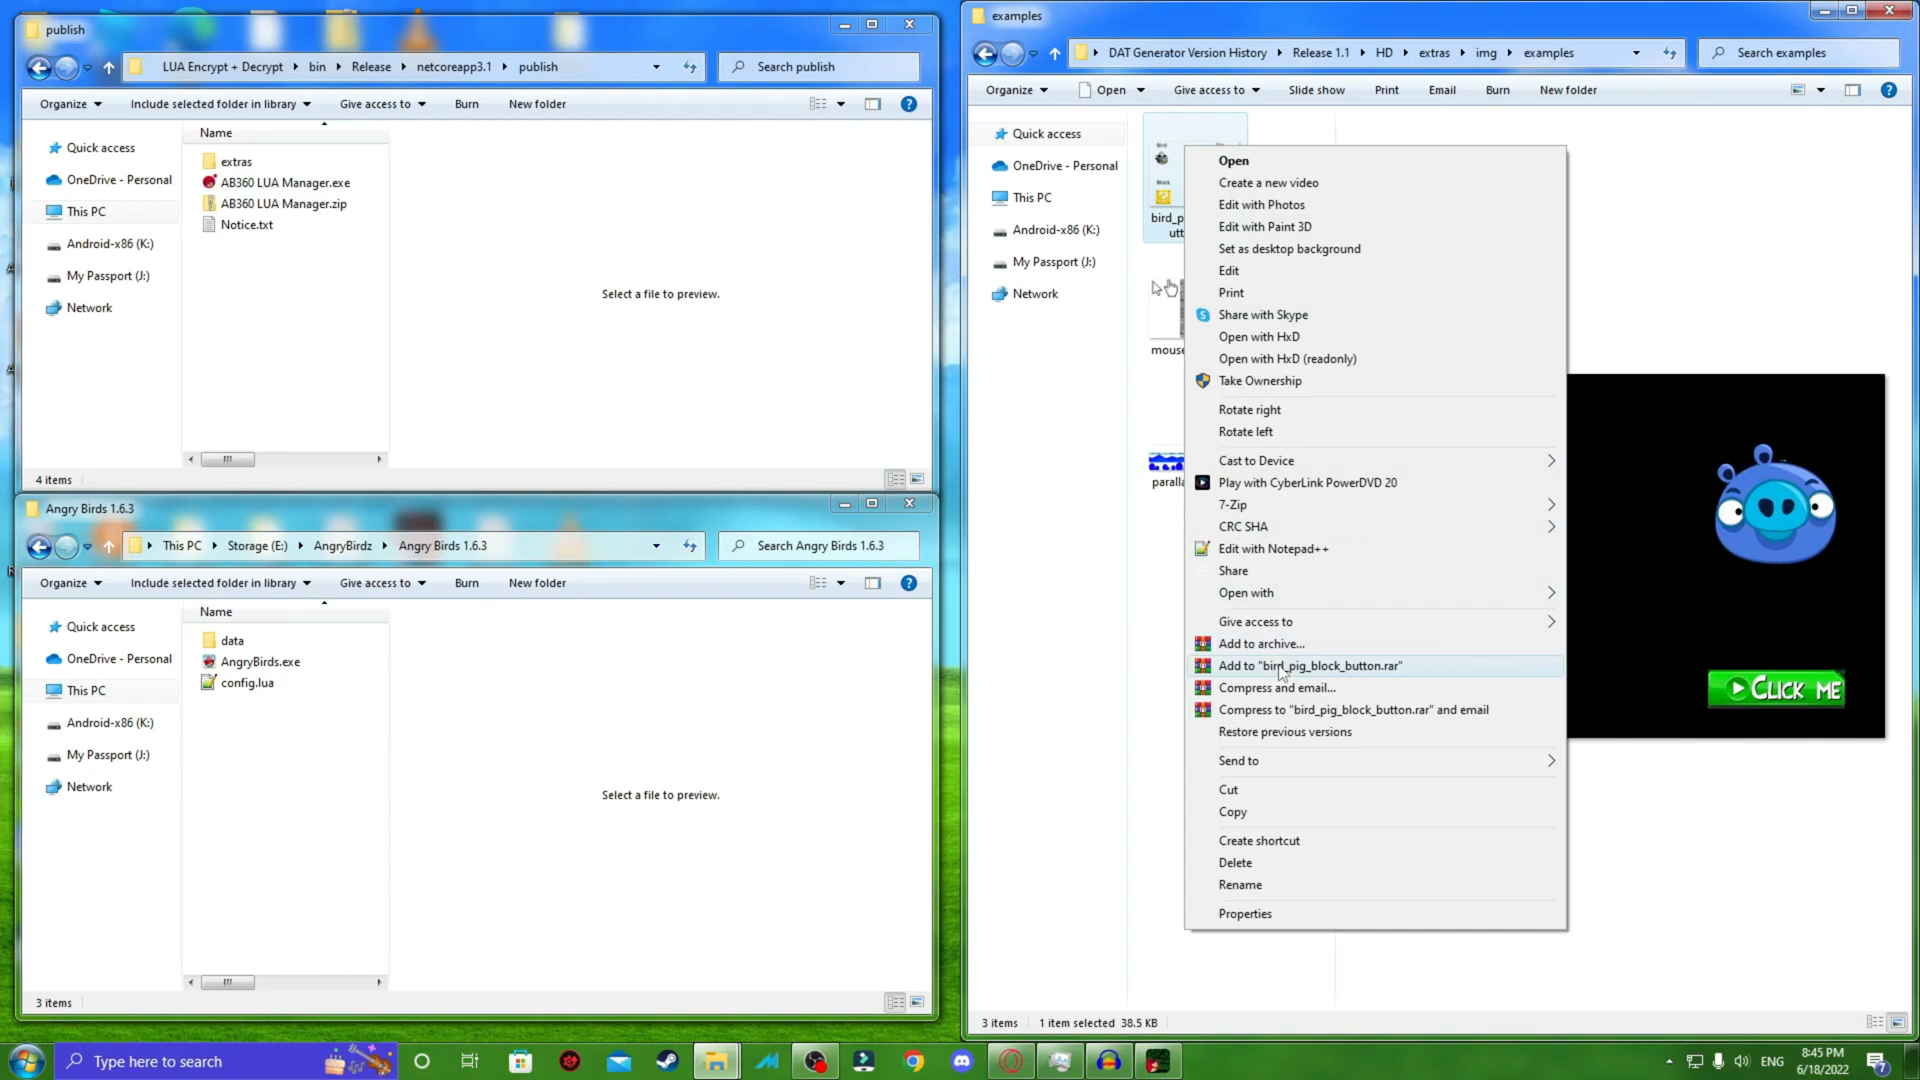 publish
LUA Encrypt + Decrypt
bin
Release
netcoreapp3.1
publish
Search publish
Organize
Include selected folder in library
Give access to
Burn
New folder
Name
Quick access
OneDrive - Personal
This PC
Android-x86 (K:)
My Passport (J:)
Network
extras
AB360 LUA Manager.exe
AB360 LUA Manager.zip
Notice.txt
Select a file to preview.
4 items
Angry Birds 1.6.3
This PC
Storage (E:)
AngryBirdz
Angry Birds 1.6.3
Search Angry Birds 1.6.3
Organize
Include selected folder in library
Give access to
Burn
New folder
Name
Quick access
OneDrive - Personal
This PC
Android-x86 (K:)
My Passport (J:)
Network
data
AngryBirds.exe
config.lua
Select a file to preview.
3 items
examples
DAT Generator Version History
Release 1.1
HD
extras
img
examples
Search examples
Organize
Open
Give access to
Slide show
Print
Email
Burn
New folder
Quick access
OneDrive - Personal
This PC
Android-x86 (K:)
My Passport (J:)
Network
Bird
Block
bird_p
utt
mouse
paralla
Open
Create a new video
Edit with Photos
Edit with Paint 3D
Set as desktop background
Edit
Print
Share with Skype
Open with HxD
Open with HxD (readonly)
Take Ownership
Rotate right
Rotate left
Cast to Device
Play with CyberLink PowerDVD 20
7-Zip
CRC SHA
Edit with Notepad++
Share
Open with
Give access to
Add to archive...
Add to "bird_pig_block_button.rar"
Compress and email...
Compress to "bird_pig_block_button.rar" and email
Restore previous versions
Send to
Cut
Copy
Create shortcut
Delete
Rename
Properties
CLICK ME
3 items
1 item selected 38.5 KB
Type here to search
ENG
8:45 PM
6/18/2022
7